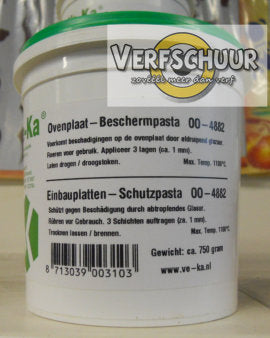 VERFSCHUUR
zoveel meer dan verf
-Ka®
Ovenplaat – Beschermpasta 00-4882
Voorkomt beschadigingen op de ovenplaat door afdruipend glazuur.
Roeren voor gebruik. Appliceer 3 lagen (ca. 1 mm).
Laten drogen / droogstoken. Max. Temp. 1100°C
Einbauplatten – Schutzpasta 00-4882
Schützt gegen Beschädigung durch abtropfendes Glasur.
Rühren vor Gebrauch. 3 Schichten auftragen (ca. 1 mm).
Trocknen lassen / brennen. Max. Temp. 1100°C
Gewicht: ca. 750 gram
www.ve-ka.nl
8 713039 003103